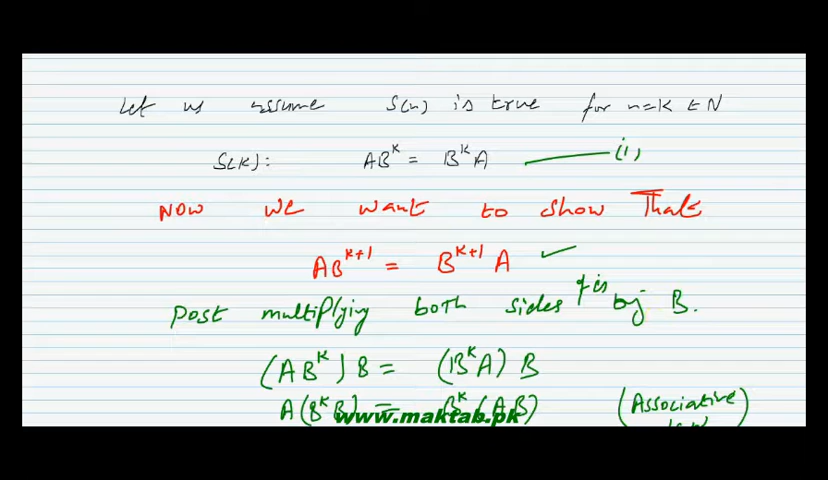 Let us assume S(n) is true for n=k ∈ N
S(k): AB^k = B^k A (i)
Now we want to show That
AB^{k+1} = B^{k+1} A ✓
Post multiplying both sides of (i) by B.
(AB^k) B = (B^k A) B
A(B^k B) = B^k (AB) (Associative law
www.maktab.pk